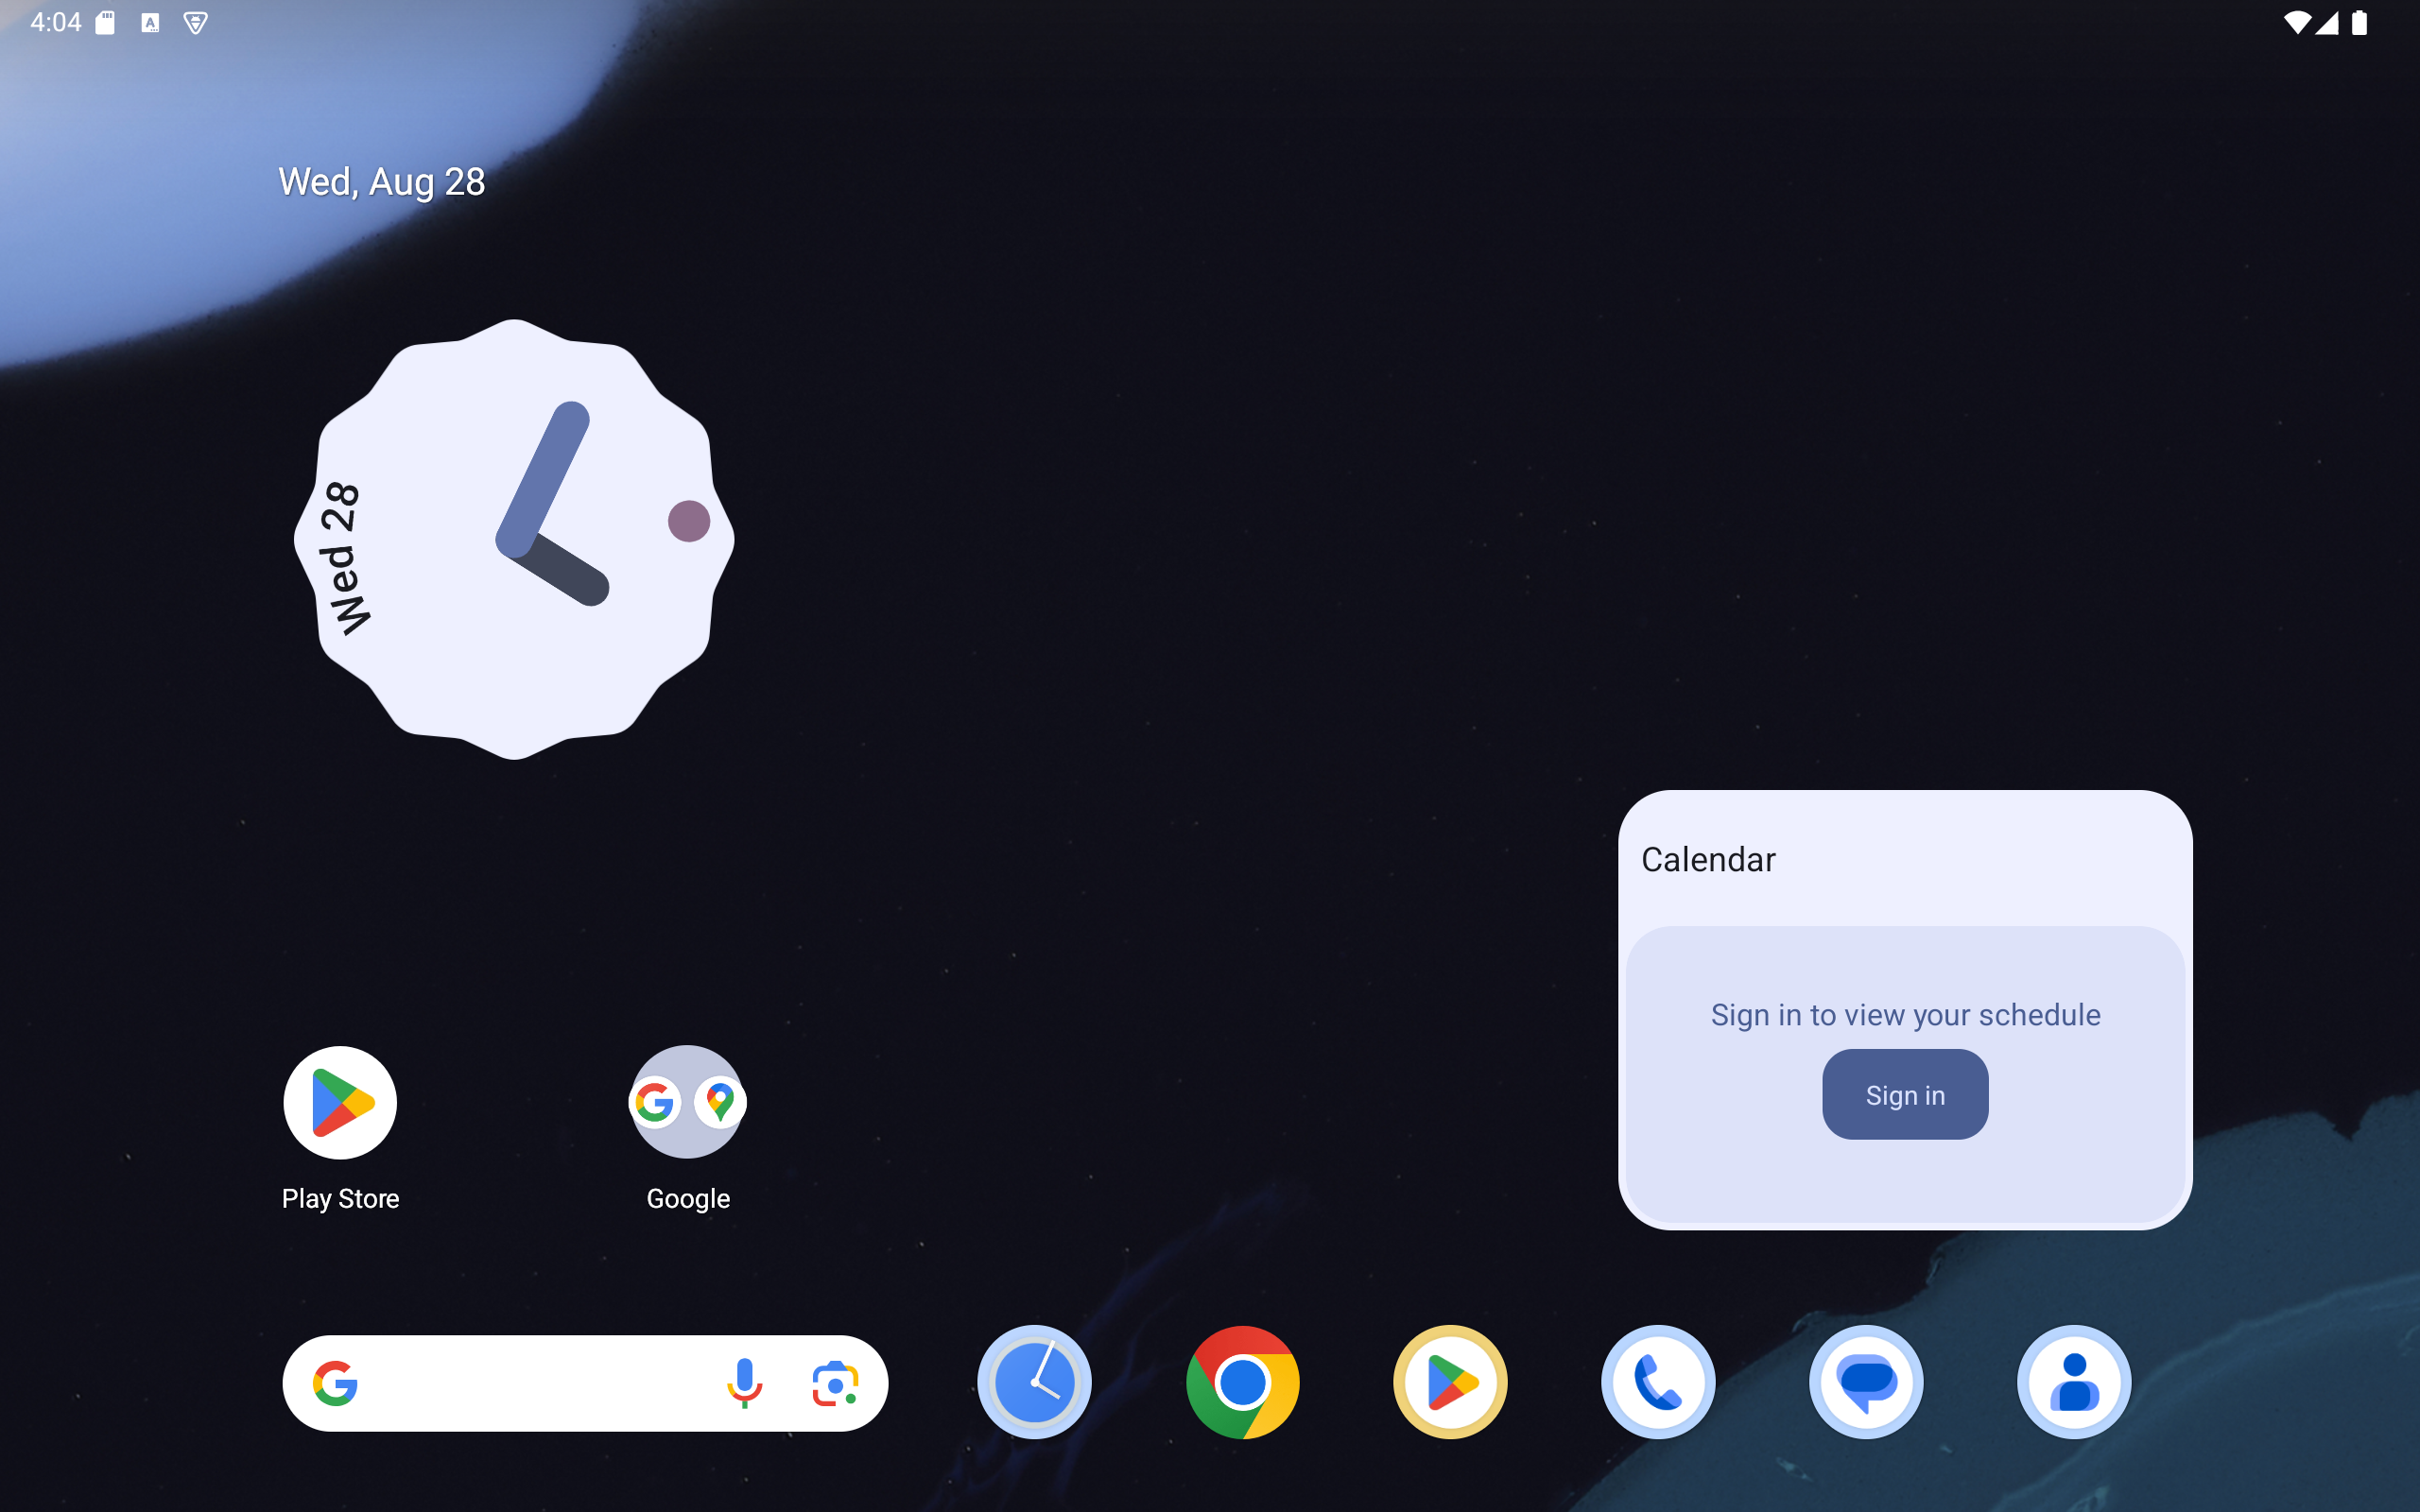 4:04
Wed, Aug 28
Wed 28
Calendar
Sign in to view your schedule
Sign in
Play Store
Google